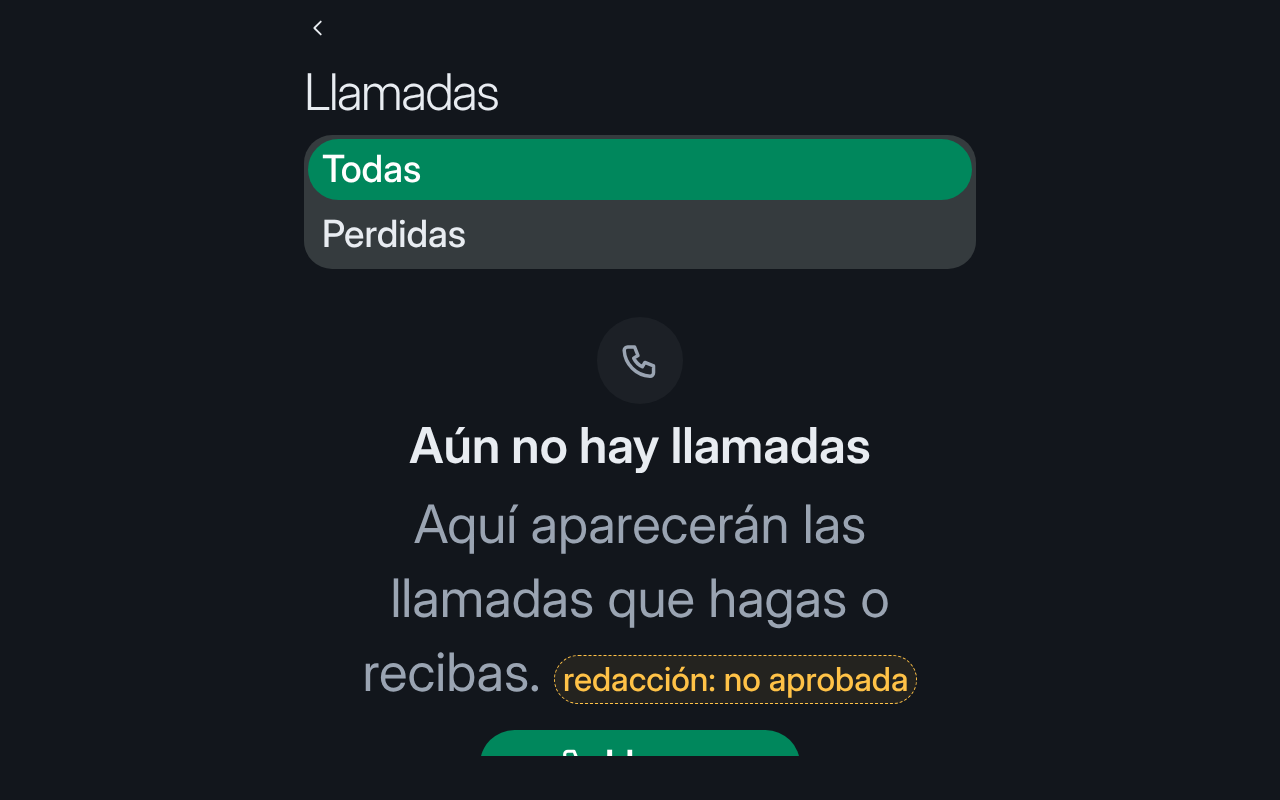 Llamadas
Todas
Perdidas
Aún no hay llamadas
Aquí aparecerán las
llamadas que hagas o
recibas. redacción: no aprobada